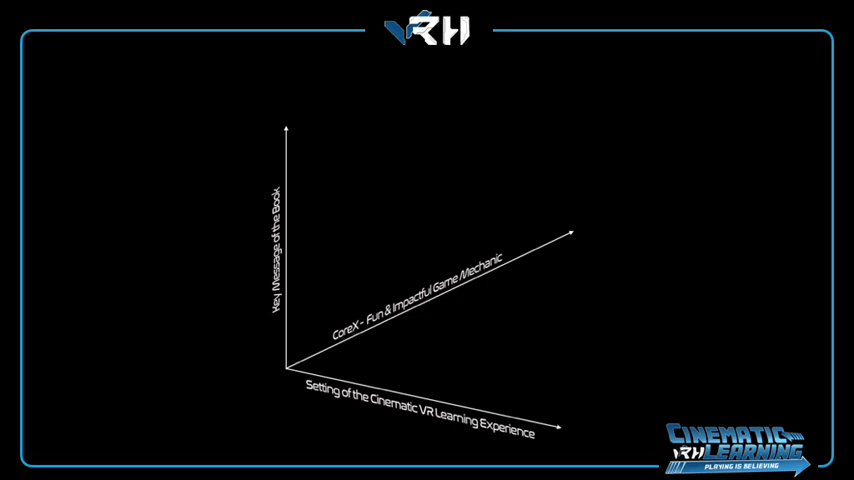 VRH
Key Message of the Book
CoreX - Fun & Impactful Game Mechanic
Setting of the Cinematic VR Learning Experience
CINEMATIC
VRH LEARNING
PLAYING IS BELIEVING